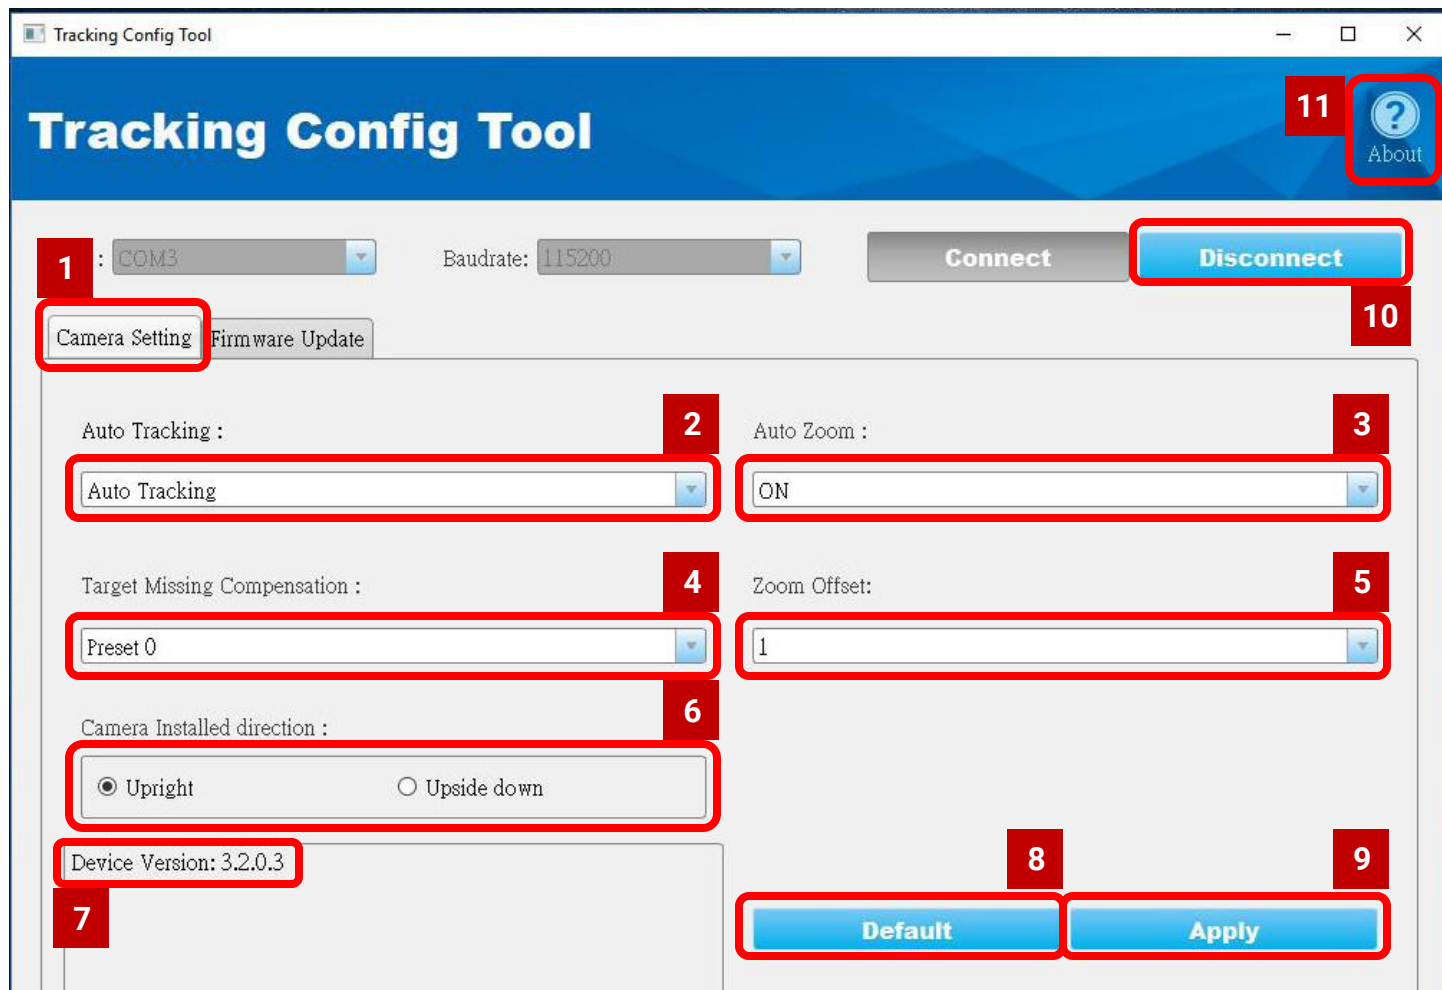 Tracking Config Tool
Tracking Config Tool
11
?
About
1
:
COM3
Baudrate:
115200
Connect
Disconnect
10
Camera Setting
Firmware Update
Auto Tracking :
2
Auto Zoom :
3
Auto Tracking
ON
Target Missing Compensation :
4
Zoom Offset:
5
Preset 0
1
6
Camera Installed direction :
Upright
Upside down
Device Version: 3.2.0.3
7
8
9
Default
Apply